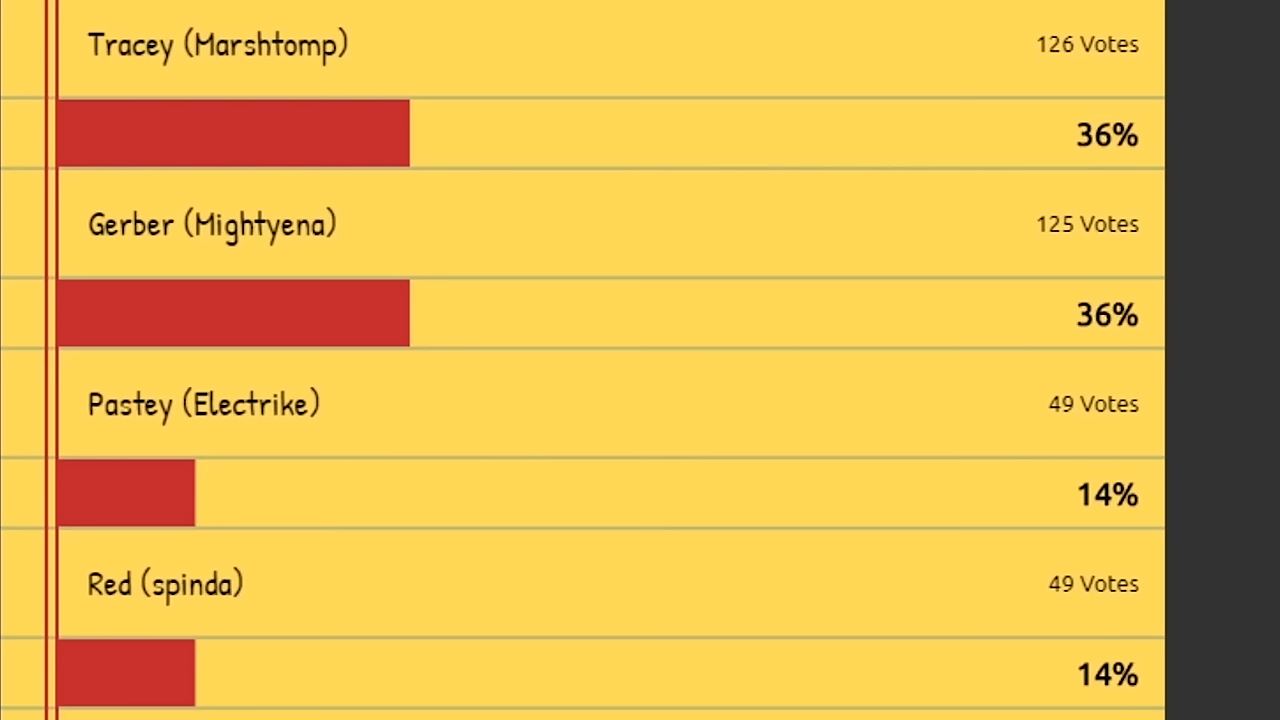 Tracey (Marshtomp) 126 Votes
36%
Gerber (Mightyena) 125 Votes
36%
Pastey (Electrike) 49 Votes
14%
Red (spinda) 49 Votes
14%